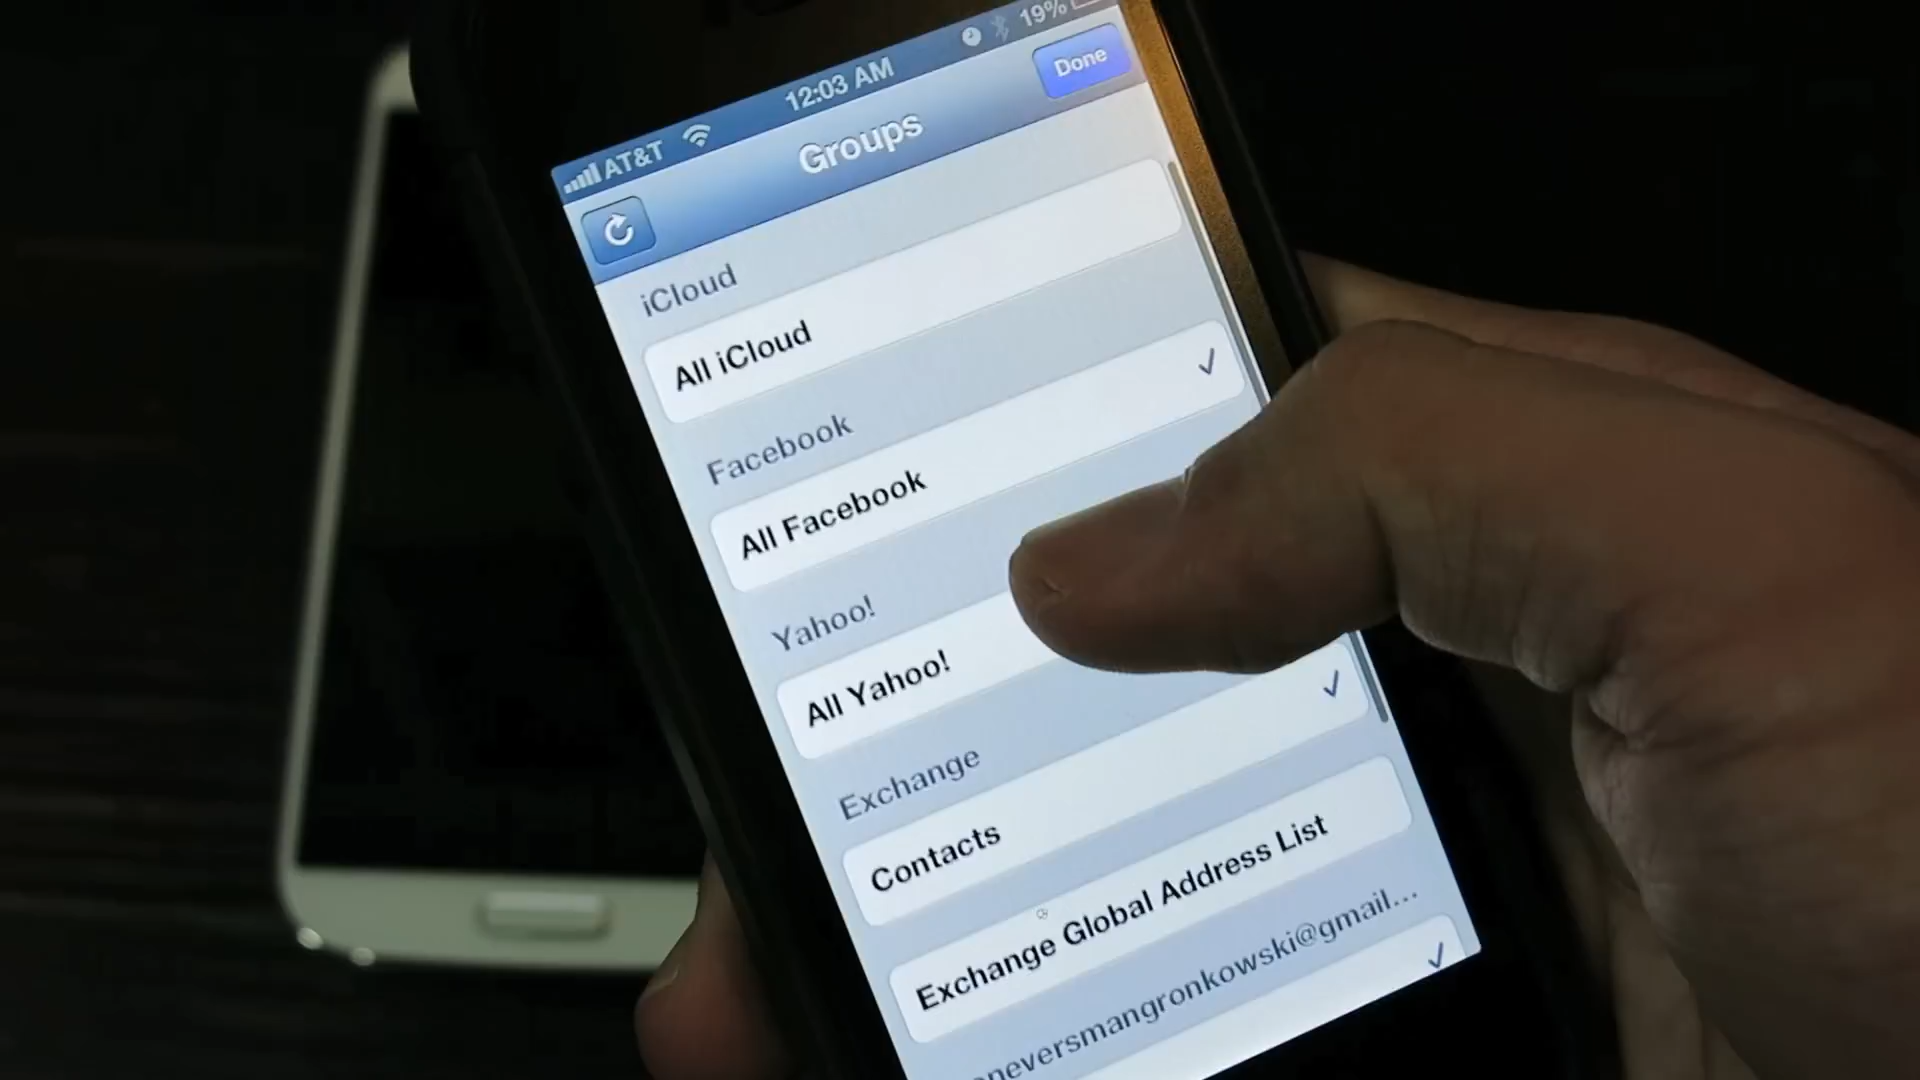 AT&T 12:03 AM 19%
Groups
Done
iCloud
All iCloud
Facebook
All Facebook
Yahoo!
All Yahoo!
Exchange
Contacts
Exchange Global Address List
neversmangronkowski@gmail...